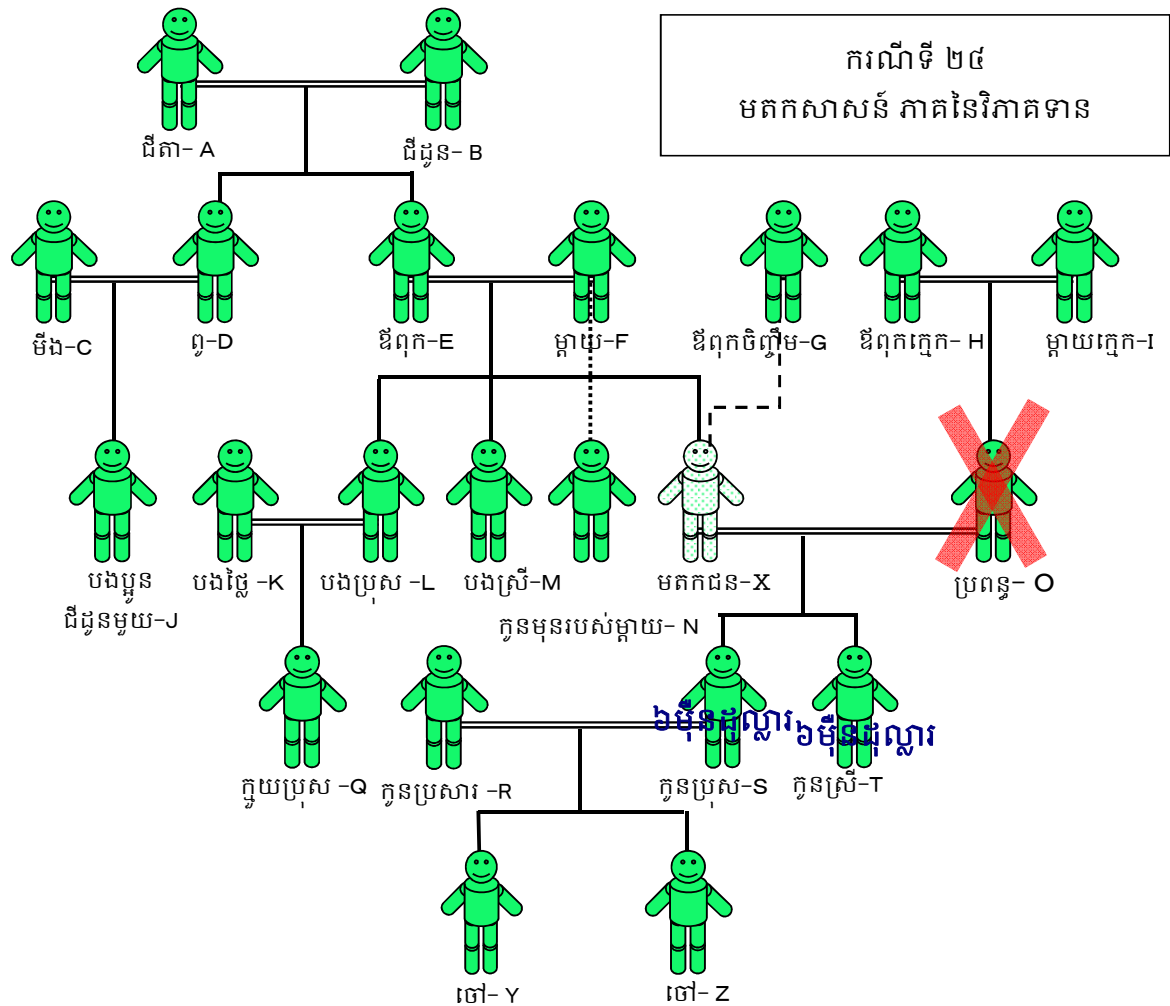 ករណីទី ២៤
មតកសាសន៍ ភាគនៃវិភាគទាន
ជីតា- A
ជីដូន- B
មីង-C
ពូ-D
ឪពុក-E
ម្តាយ-F
ឪពុកចិញ្ចឹម-G
ឪពុកក្មេក- H
ម្តាយក្មេក-I
បងប្អូន
ជីដូនមួយ-J
បងថ្លៃ -K
បងប្រុស -L
បងស្រី-M
កូនមុនរបស់ម្តាយ- N
មតកជន-X
ប្រពន្ធ- O
ក្មួយប្រុស -Q
កូនប្រសារ -R
៦ម៉ឺនដុល្លារ
កូនប្រុស-S
៦ម៉ឺនដុល្លារ
កូនស្រី-T
ចៅ- Y
ចៅ- Z